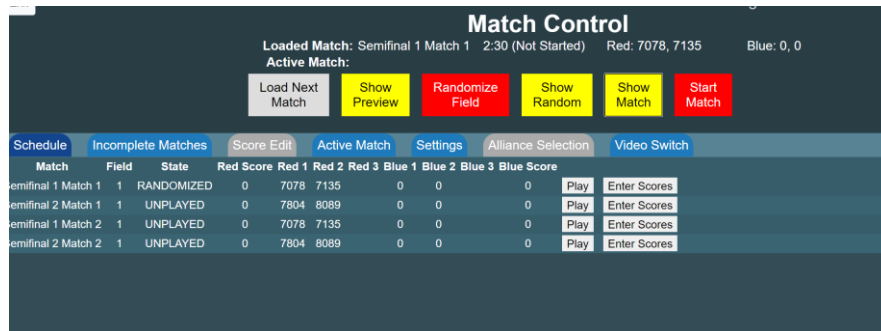 Match Control
Loaded Match: Semifinal 1 Match 1 2:30 (Not Started) Red: 7078, 7135 Blue: 0, 0
Active Match:
Load Next Match
Show Preview
Randomize Field
Show Random
Show Match
Start Match
Schedule Incomplete Matches Score Edit Active Match Settings Alliance Selection Video Switch
Match Field State Red Score Red 1 Red 2 Red 3 Blue 1 Blue 2 Blue 3 Blue Score
emifinal 1 Match 1 1 RANDOMIZED 0 7078 7135 0 0 0 Play Enter Scores
emifinal 2 Match 1 1 UNPLAYED 0 7804 8089 0 0 0 Play Enter Scores
emifinal 1 Match 2 1 UNPLAYED 0 7078 7135 0 0 0 Play Enter Scores
emifinal 2 Match 2 1 UNPLAYED 0 7804 8089 0 0 0 Play Enter Scores